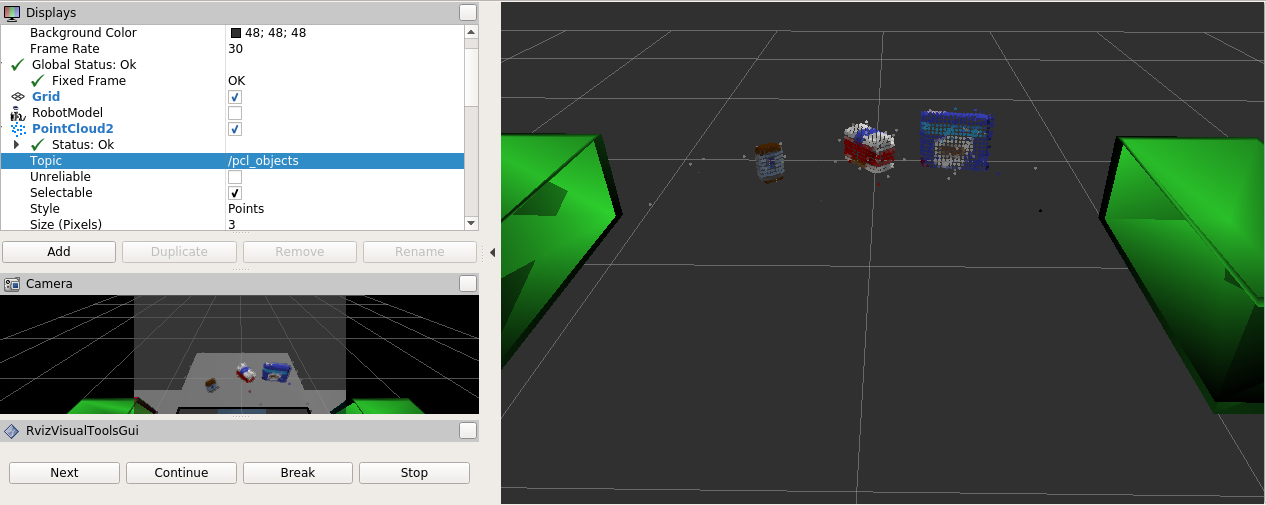 Displays
Background Color 48; 48; 48
Frame Rate 30
Global Status: Ok
Fixed Frame OK
Grid
RobotModel
PointCloud2
Status: Ok
Topic /pcl_objects
Unreliable
Selectable
Style Points
Size (Pixels) 3
Add Duplicate Remove Rename
Camera
RvizVisualToolsGui
Next Continue Break Stop